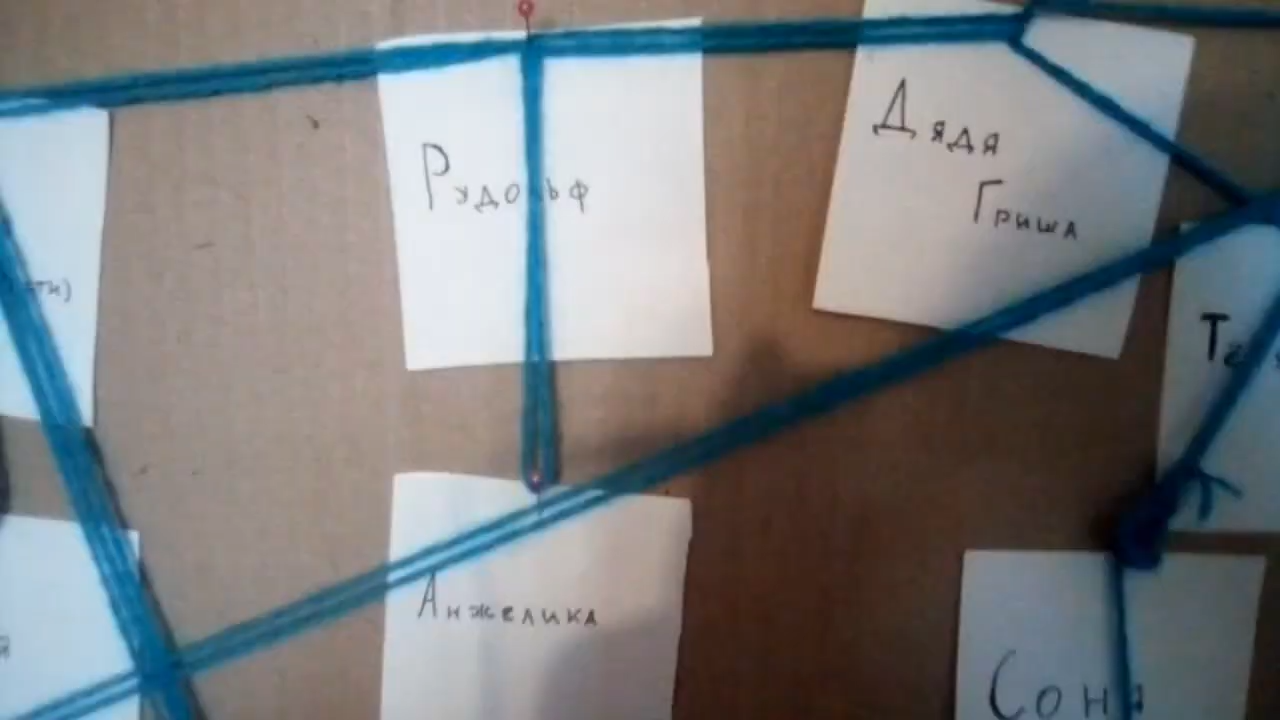 Рудольф
Дядя
Гриша
Анжелика
Соня